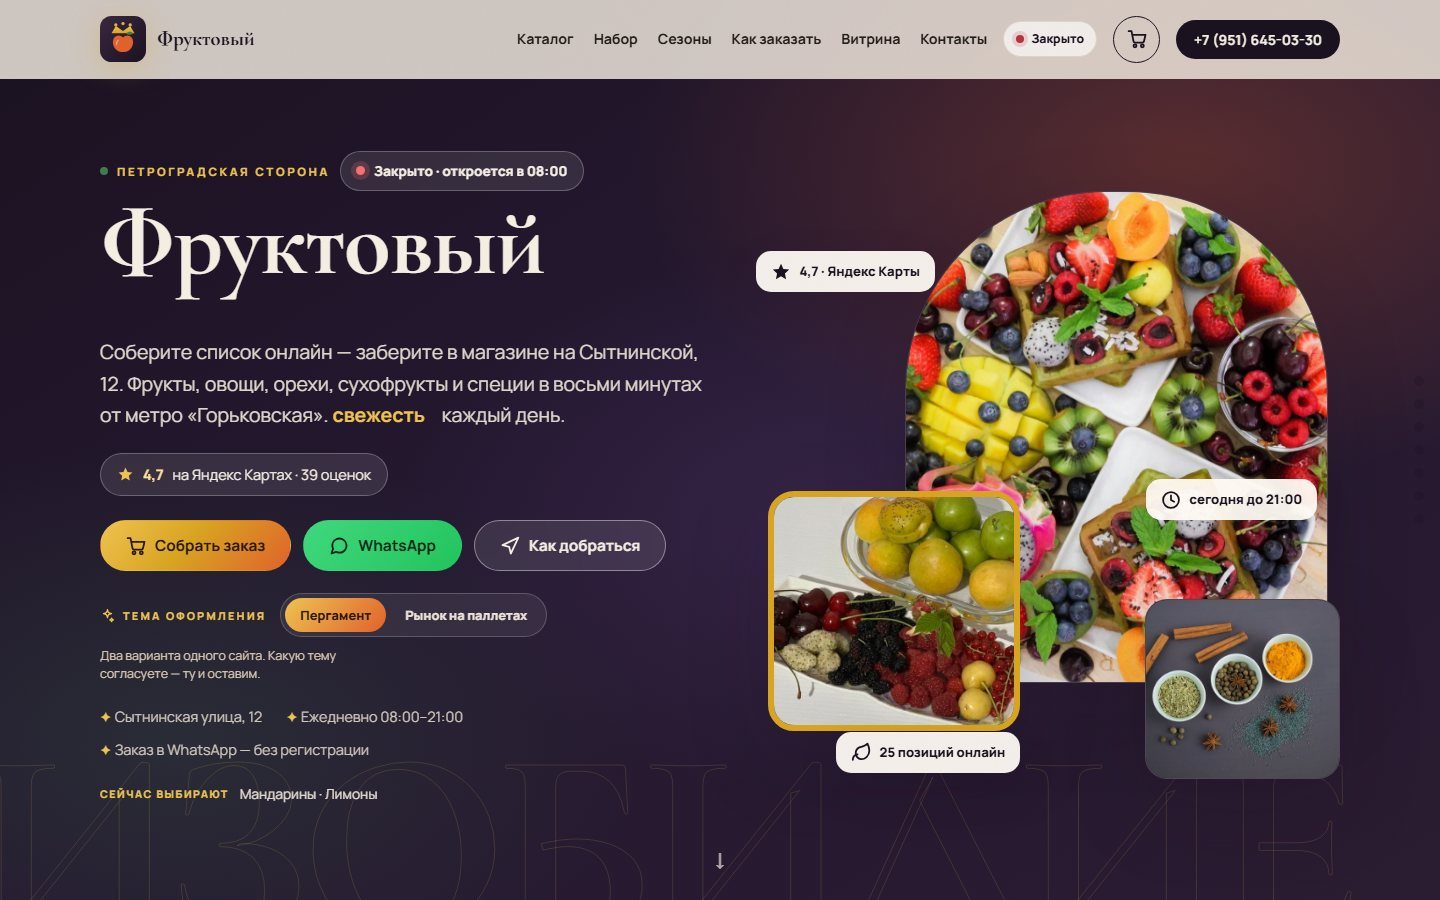 Фруктовый
Каталог
Набор
Сезоны
Как заказать
Витрина
Контакты
Закрыто
+7 (951) 645-03-30
ПЕТРОГРАДСКАЯ СТОРОНА
Закрыто · откроется в 08:00
Фруктовый
Соберите список онлайн — заберите в магазине на Сытнинской,
12. Фрукты, овощи, орехи, сухофрукты и специи в восьми минутах
от метро «Горьковская». свежесть каждый день.
4,7 на Яндекс Картах · 39 оценок
Собрать заказ
WhatsApp
Как добраться
ТЕМА ОФОРМЛЕНИЯ
Пергамент
Рынок на паллетах
Два варианта одного сайта. Какую тему
согласуете — ту и оставим.
Сытнинская улица, 12
Ежедневно 08:00–21:00
Заказ в WhatsApp — без регистрации
СЕЙЧАС ВЫБИРАЮТ Мандарины · Лимоны
4,7 · Яндекс Карты
сегодня до 21:00
25 позиций онлайн
ИЗОБИЛИЕ